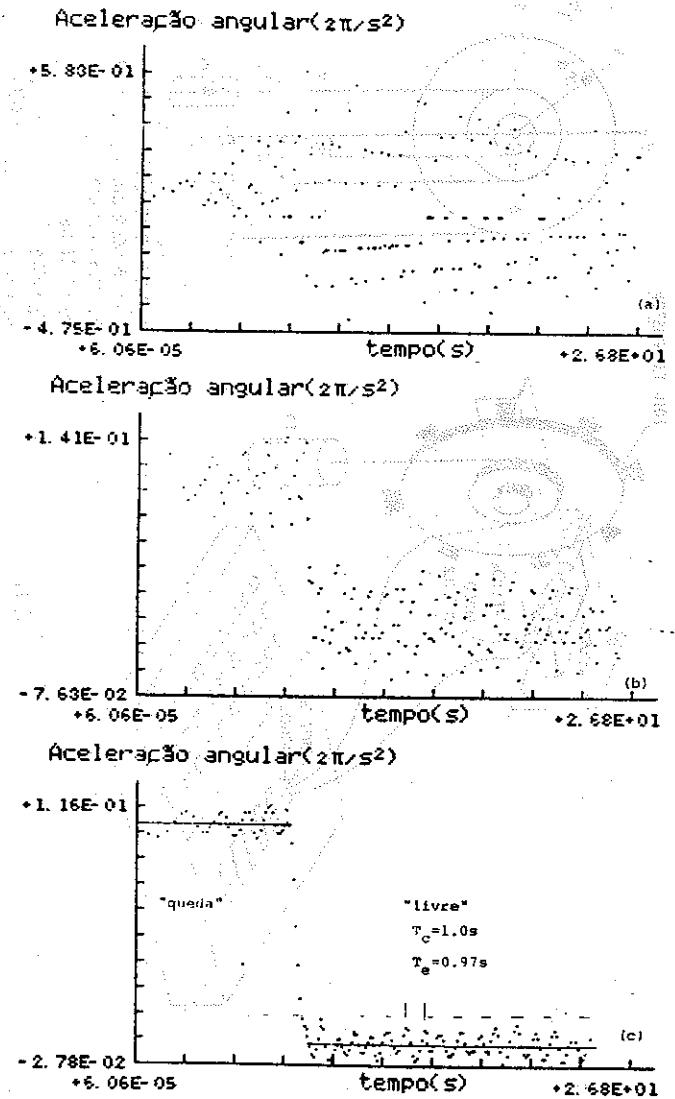 Aceleração angular(2π/s²)
+5.83E-01
(a)
-4.75E-01
+6.06E-05
tempo(s)
+2.68E+01
Aceleração angular(2π/s²)
+1.41E-01
(b)
-7.63E-02
+6.06E-05
tempo(s)
+2.68E+01
Aceleração angular(2π/s²)
+1.16E-01
"queda"
"livre"
T_c=1.0s
T_e=0.97s
(c)
-2.78E-02
+6.06E-05
tempo(s)
+2.68E+01